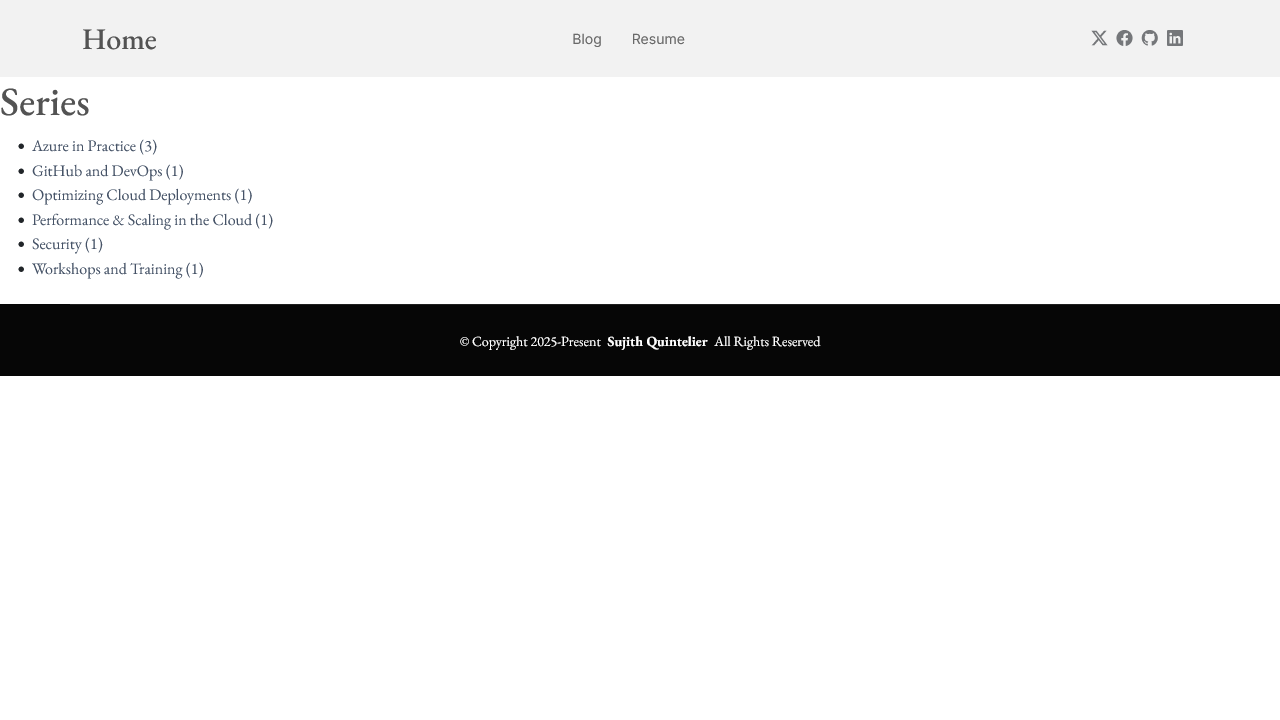 Home
Blog
Resume
Series
Azure in Practice (3)
GitHub and DevOps (1)
Optimizing Cloud Deployments (1)
Performance & Scaling in the Cloud (1)
Security (1)
Workshops and Training (1)
© Copyright 2025-Present Sujith Quintelier All Rights Reserved